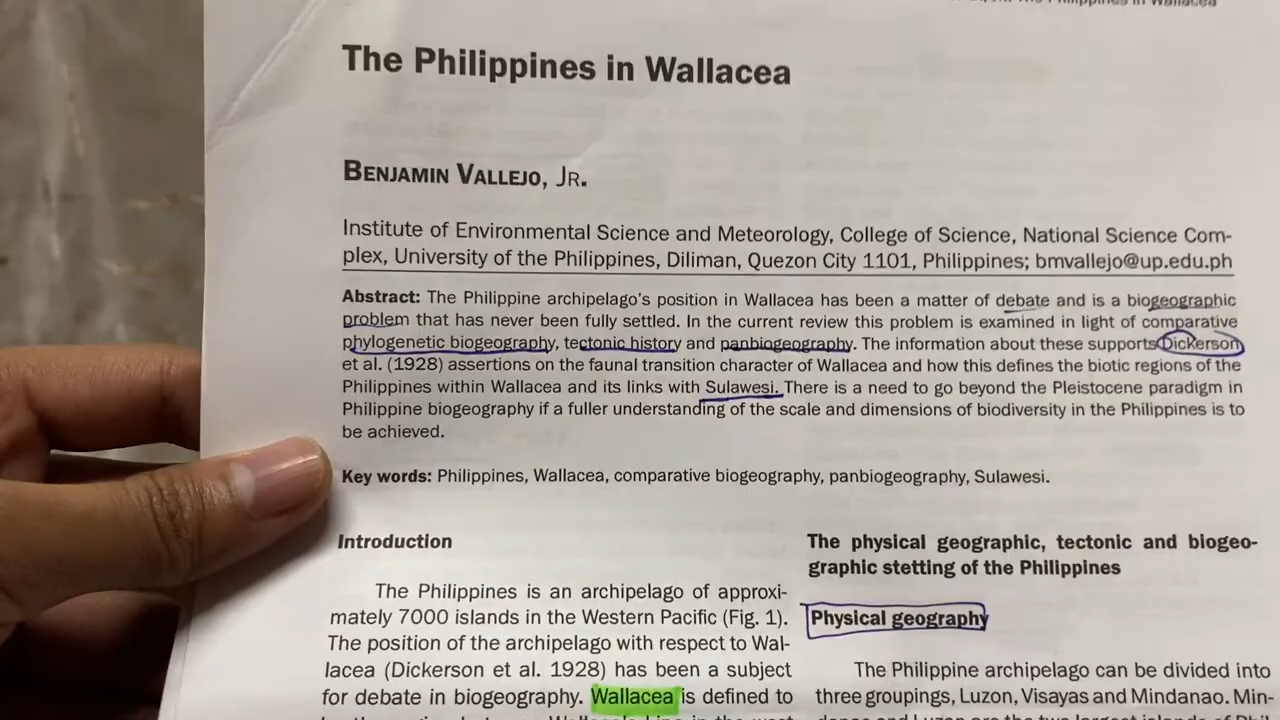 The Philippines in Wallacea
BENJAMIN VALLEJO, JR.
Institute of Environmental Science and Meteorology, College of Science, National Science Com-
plex, University of the Philippines, Diliman, Quezon City 1101, Philippines; bmvallejo@up.edu.ph
Abstract: The Philippine archipelago's position in Wallacea has been a matter of debate and is a biogeographic
problem that has never been fully settled. In the current review this problem is examined in light of comparative
phylogenetic biogeography, tectonic history and panbiogeography. The information about these supports Dickerson
et al. (1928) assertions on the faunal transition character of Wallacea and how this defines the biotic regions of the
Philippines within Wallacea and its links with Sulawesi. There is a need to go beyond the Pleistocene paradigm in
Philippine biogeography if a fuller understanding of the scale and dimensions of biodiversity in the Philippines is to
be achieved.
Key words: Philippines, Wallacea, comparative biogeography, panbiogeography, Sulawesi.
Introduction
The Philippines is an archipelago of approxi-
mately 7000 islands in the Western Pacific (Fig. 1).
The position of the archipelago with respect to Wal-
lacea (Dickerson et al. 1928) has been a subject
for debate in biogeography. Wallacea is defined to
The physical geographic, tectonic and biogeo-
graphic stetting of the Philippines
Physical geography
The Philippine archipelago can be divided into
three groupings, Luzon, Visayas and Mindanao. Min-